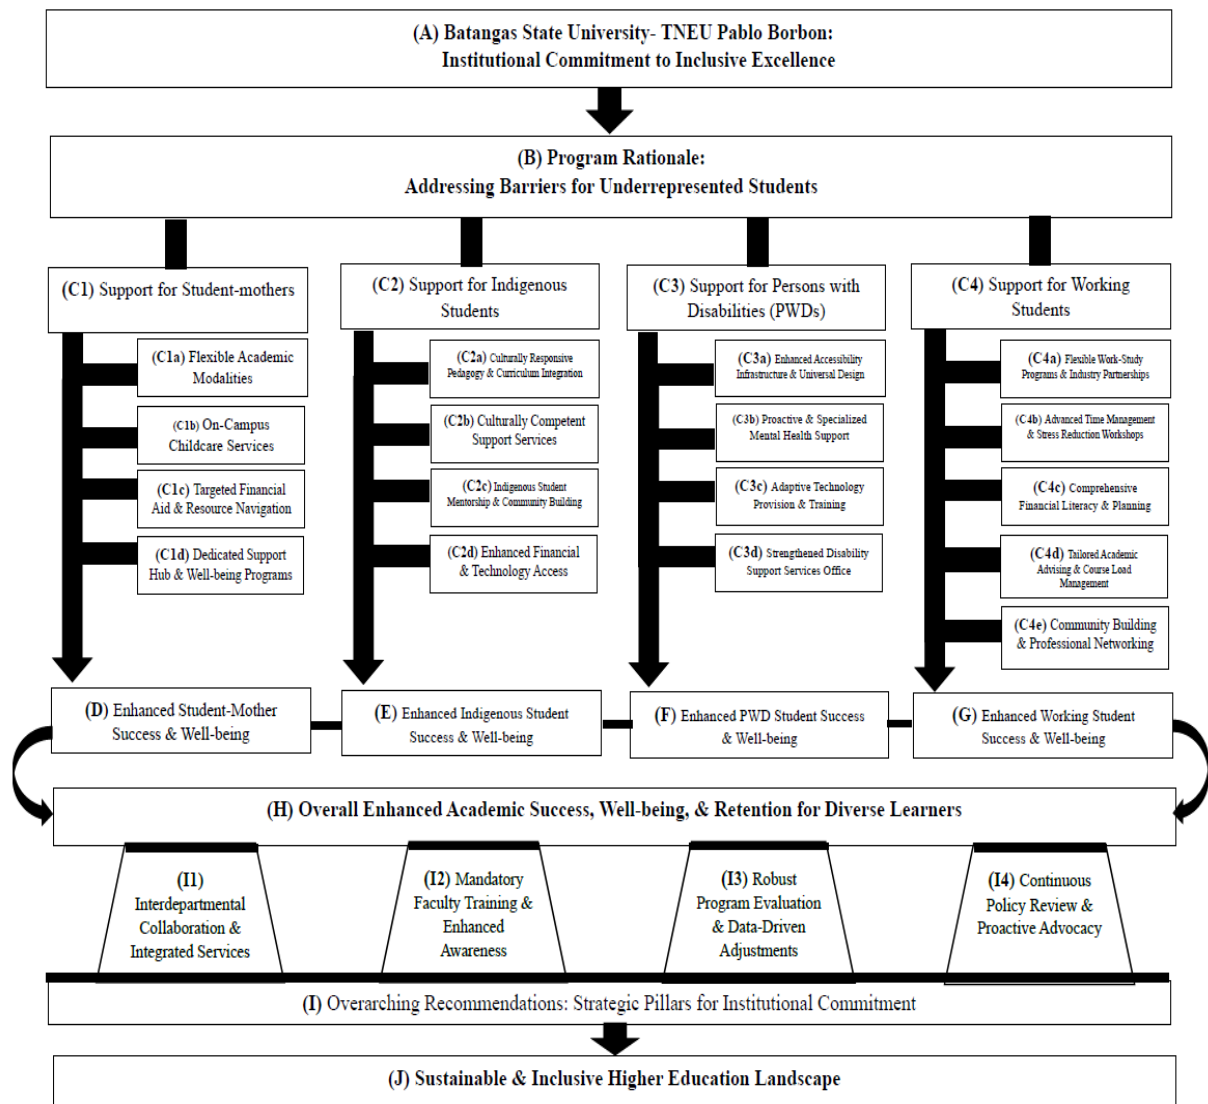 (A) Batangas State University- TNEU Pablo Borbon:
Institutional Commitment to Inclusive Excellence
(B) Program Rationale:
Addressing Barriers for Underrepresented Students
(C1) Support for Student-mothers
(C1a) Flexible Academic
Modalities
(C1b) On-Campus
Childcare Services
(C1c) Targeted Financial
Aid & Resource Navigation
(C1d) Dedicated Support
Hub & Well-being Programs
(C2) Support for Indigenous
Students
(C2a) Culturally Responsive
Pedagogy & Curriculum Integration
(C2b) Culturally Competent
Support Services
(C2c) Indigenous Student
Mentorship & Community Building
(C2d) Enhanced Financial
& Technology Access
(C3) Support for Persons with
Disabilities (PWDs)
(C3a) Enhanced Accessibility
Infrastructure & Universal Design
(C3b) Proactive & Specialized
Mental Health Support
(C3c) Adaptive Technology
Provision & Training
(C3d) Strengthened Disability
Support Services Office
(C4) Support for Working
Students
(C4a) Flexible Work-Study
Programs & Industry Partnerships
(C4b) Advanced Time Management
& Stress Reduction Workshops
(C4c) Comprehensive
Financial Literacy & Planning
(C4d) Tailored Academic
Advising & Course Load
Management
(C4e) Community Building
& Professional Networking
(D) Enhanced Student-Mother
Success & Well-being
(E) Enhanced Indigenous Student
Success & Well-being
(F) Enhanced PWD Student Success
& Well-being
(G) Enhanced Working Student
Success & Well-being
(H) Overall Enhanced Academic Success, Well-being, & Retention for Diverse Learners
(I1)
Interdepartmental
Collaboration &
Integrated Services
(I2) Mandatory
Faculty Training &
Enhanced
Awareness
(I3) Robust
Program Evaluation
& Data-Driven
Adjustments
(I4) Continuous
Policy Review &
Proactive Advocacy
(I) Overarching Recommendations: Strategic Pillars for Institutional Commitment
(J) Sustainable & Inclusive Higher Education Landscape